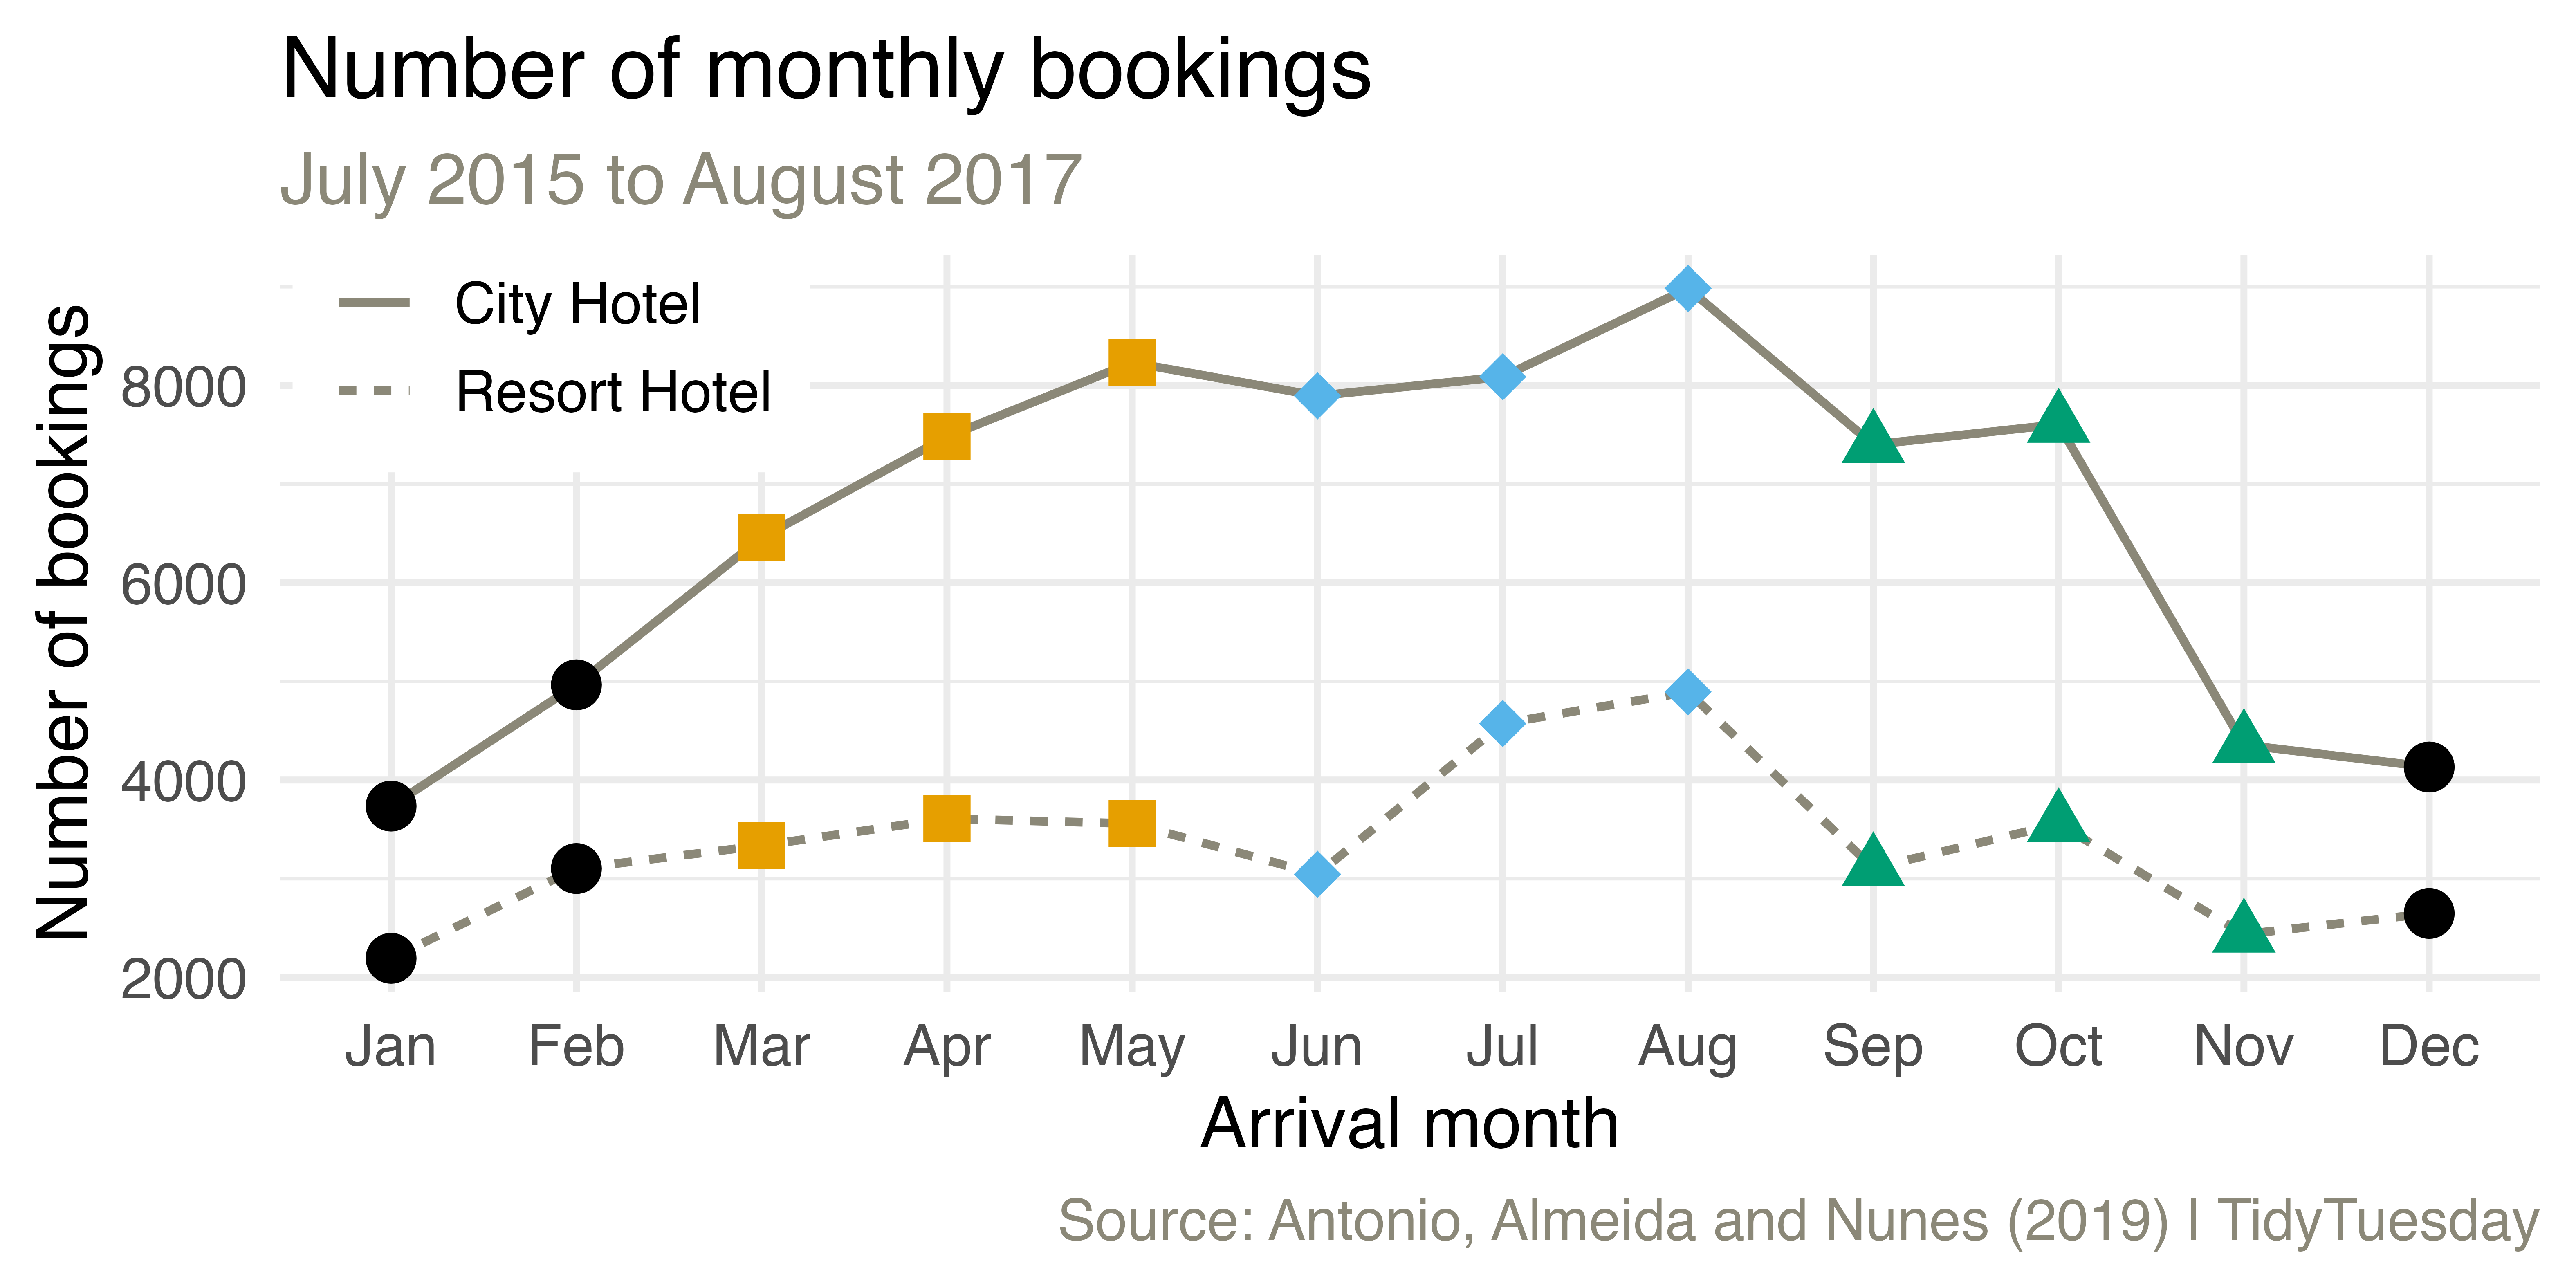 Number of monthly bookings
July 2015 to August 2017
City Hotel
Resort Hotel
Number of bookings
8000
6000
4000
2000
Jan Feb Mar Apr May Jun Jul Aug Sep Oct Nov Dec
Arrival month
Source: Antonio, Almeida and Nunes (2019) | TidyTuesday